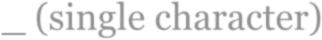 _ (single character)